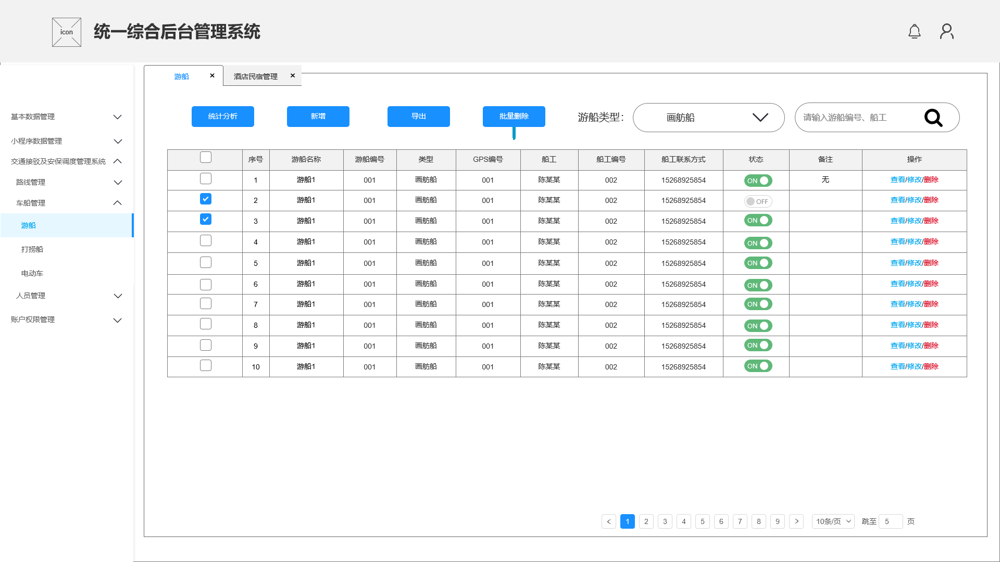 icon 统一综合后台管理系统
游船 × 酒店民宿管理 ×
基本数据管理
小程序数据管理
交通接驳及安保调度管理系统
路线管理
车船管理
游船
打捞船
电动车
人员管理
账户权限管理
统计分析 新增 导出 批量删除 游船类型： 画舫船 请输入游船编号、船工
序号 游船名称 游船编号 类型 GPS编号 船工 船工编号 船工联系方式 状态 备注 操作
1 游船1 001 画舫船 001 陈某某 002 15268925854 ON 无 查看/修改/删除
2 游船1 001 画舫船 001 陈某某 002 15268925854 OFF 查看/修改/删除
3 游船1 001 画舫船 001 陈某某 002 15268925854 ON 查看/修改/删除
4 游船1 001 画舫船 001 陈某某 002 15268925854 ON 查看/修改/删除
5 游船1 001 画舫船 001 陈某某 002 15268925854 ON 查看/修改/删除
6 游船1 001 画舫船 001 陈某某 002 15268925854 ON 查看/修改/删除
7 游船1 001 画舫船 001 陈某某 002 15268925854 ON 查看/修改/删除
8 游船1 001 画舫船 001 陈某某 002 15268925854 ON 查看/修改/删除
9 游船1 001 画舫船 001 陈某某 002 15268925854 ON 查看/修改/删除
10 游船1 001 画舫船 001 陈某某 002 15268925854 ON 查看/修改/删除
< 1 2 3 4 5 6 7 8 9 > 10条/页 跳至 5 页